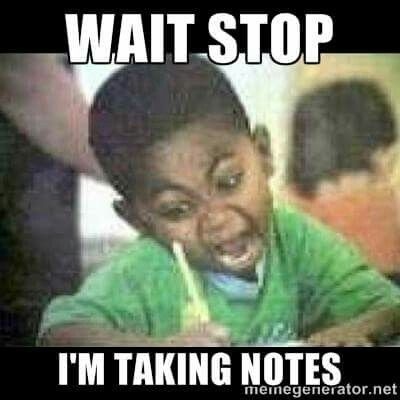 WAIT STOP
I'M TAKING NOTES
memegenerator.net